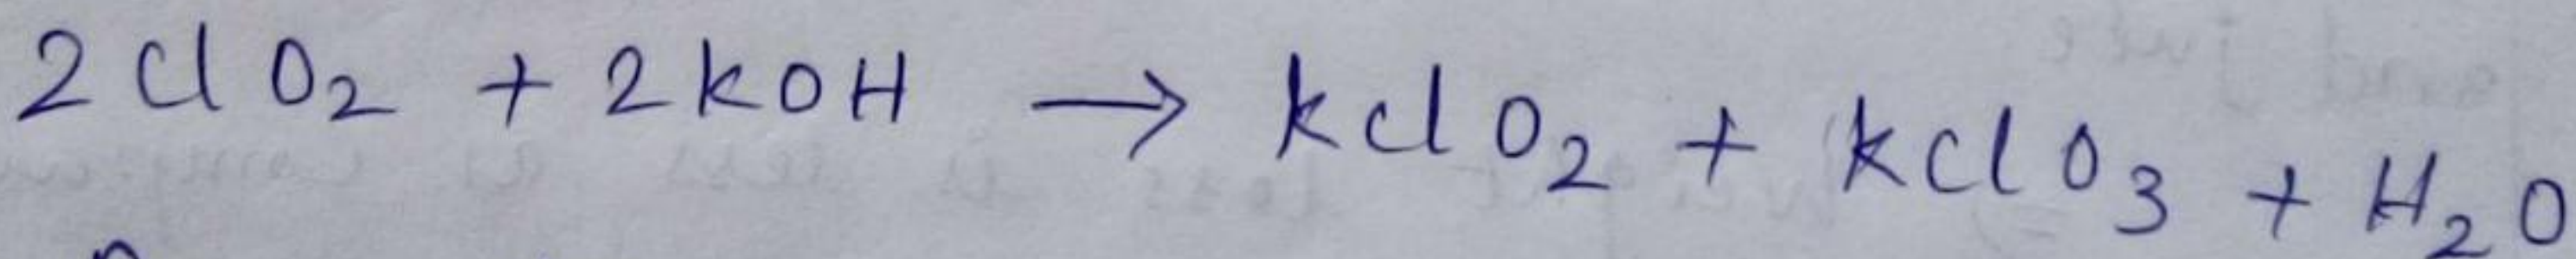 2ClO₂ + 2KOH → KClO₂ + KClO₃ + H₂O